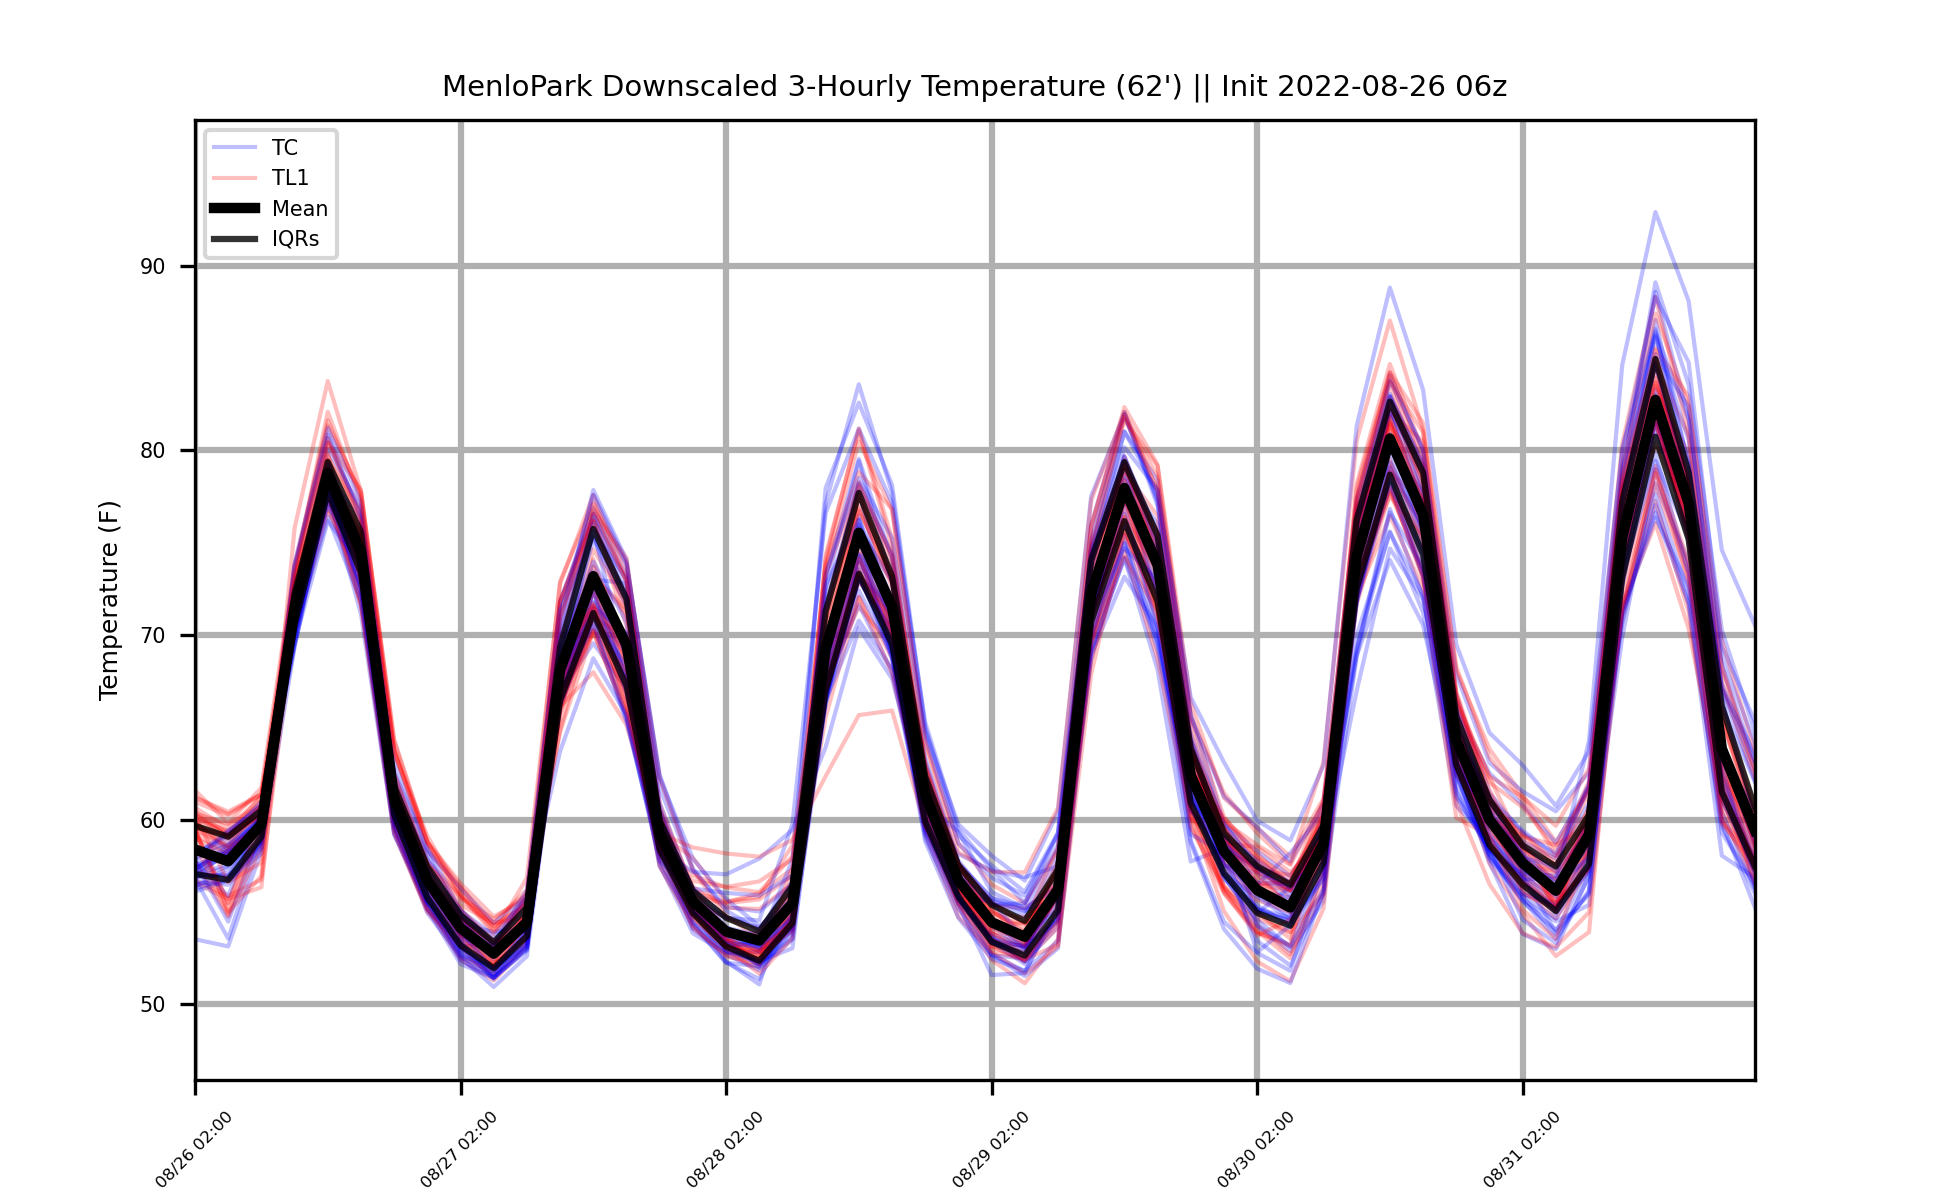 MenloPark Downscaled 3-Hourly Temperature (62') || Init 2022-08-26 06z
TC
TL1
Mean
IQRs
Temperature (F)
90
80
70
60
50
08/26 02:00
08/27 02:00
08/28 02:00
08/29 02:00
08/30 02:00
08/31 02:00